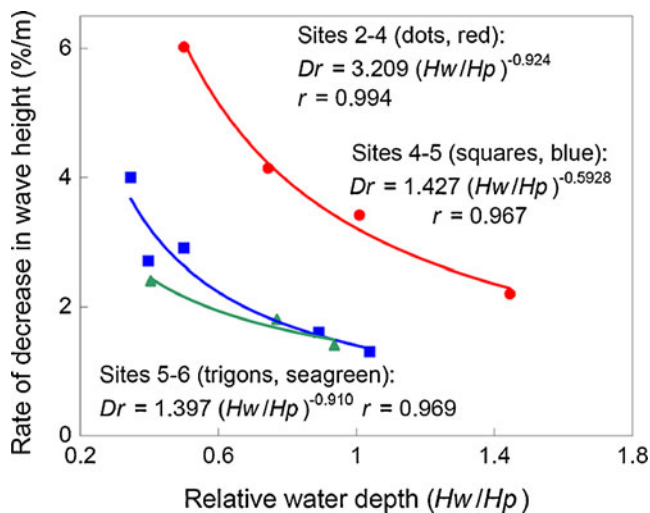 Rate of decrease in wave height (%/m)
6
4
2
0
Sites 2-4 (dots, red):
Dr = 3.209 (Hw/Hp)^-0.924
r = 0.994
Sites 4-5 (squares, blue):
Dr = 1.427 (Hw/Hp)^-0.5928
r = 0.967
Sites 5-6 (trigons, seagreen):
Dr = 1.397 (Hw/Hp)^-0.910 r = 0.969
0.2 0.6 1 1.4 1.8
Relative water depth (Hw/Hp)